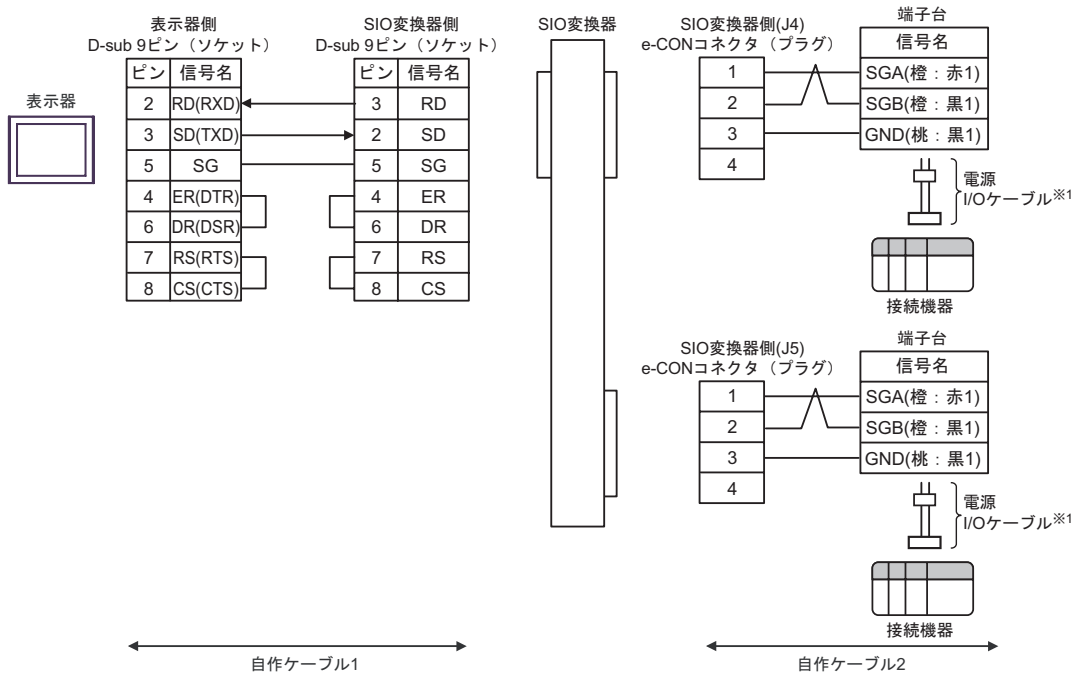 表示器
表示器側
D-sub 9ピン（ソケット）
ピン 信号名
2 RD(RXD)
3 SD(TXD)
5 SG
4 ER(DTR)
6 DR(DSR)
7 RS(RTS)
8 CS(CTS)
SIO変換器側
D-sub 9ピン（ソケット）
ピン 信号名
3 RD
2 SD
5 SG
4 ER
6 DR
7 RS
8 CS
SIO変換器
SIO変換器側(J4)
e-CONコネクタ（プラグ）
1
2
3
4
端子台
信号名
SGA(橙：赤1)
SGB(橙：黒1)
GND(桃：黒1)
電源
I/Oケーブル※1
接続機器
SIO変換器側(J5)
e-CONコネクタ（プラグ）
1
2
3
4
端子台
信号名
SGA(橙：赤1)
SGB(橙：黒1)
GND(桃：黒1)
電源
I/Oケーブル※1
接続機器
自作ケーブル1
自作ケーブル2